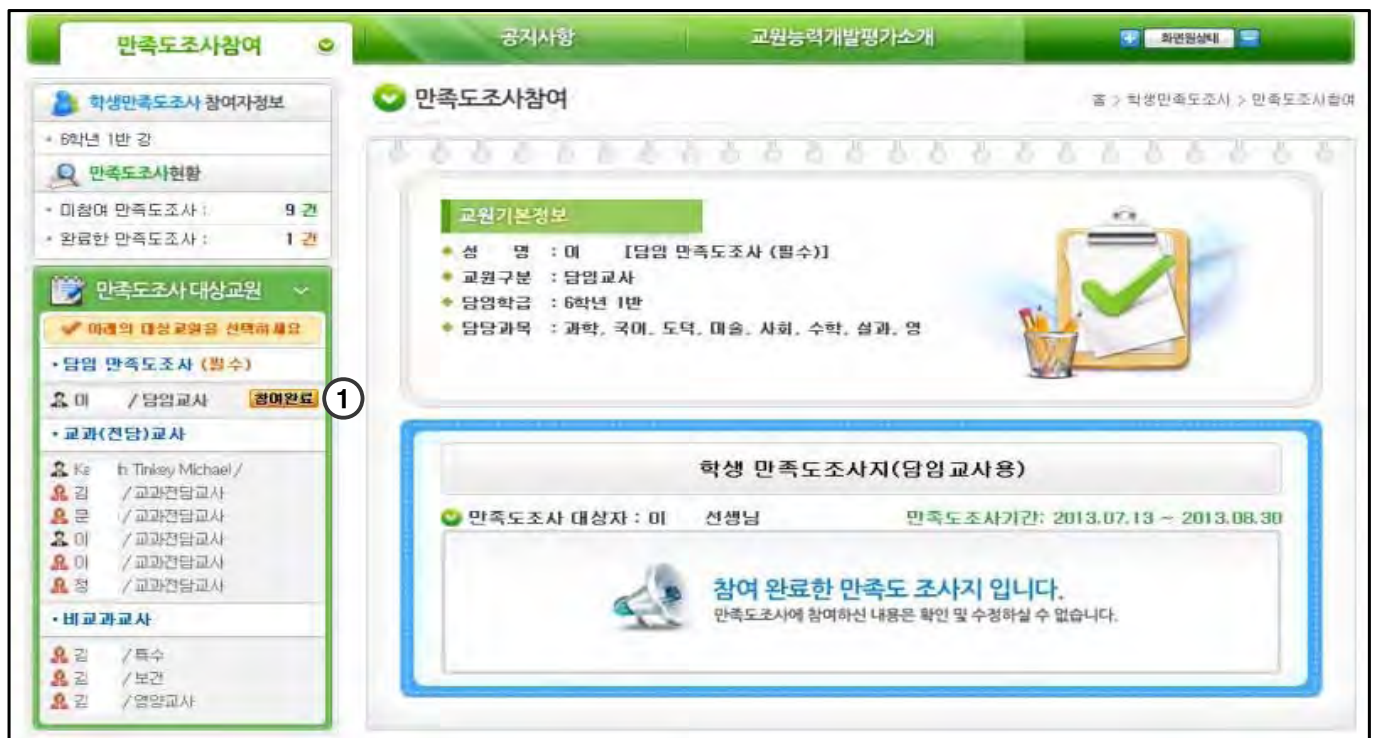 만족도조사참여
공지사항
교원능력개발평가소개
화면원상태
학생만족도조사 참여자정보
6학년 1반 강
만족도조사현황
미참여 만족도조사 : 9 건
완료한 만족도조사 : 1 건
만족도조사 대상교원
아래의 대상교원을 선택하세요
담임 만족도조사 (필수)
이 / 담임교사 참여완료 ①
교과(전담)교사
Ka h Tinkey Michael /
김 / 교과전담교사
문 / 교과전담교사
이 / 교과전담교사
이 / 교과전담교사
정 / 교과전담교사
비교과교사
김 / 특수
김 / 보건
김 / 영양교사
만족도조사참여
홈 > 학생만족도조사 > 만족도조사참여
교원기본정보
성 명 : 이 [담임 만족도조사 (필수)]
교원구분 : 담임교사
담임학급 : 6학년 1반
담당과목 : 과학, 국어, 도덕, 미술, 사회, 수학, 실과, 영
학생 만족도조사지(담임교사용)
만족도조사 대상자 : 이 선생님 만족도조사기간: 2013.07.13 ~ 2013.08.30
참여 완료한 만족도 조사지 입니다.
만족도조사에 참여하신 내용은 확인 및 수정하실 수 없습니다.